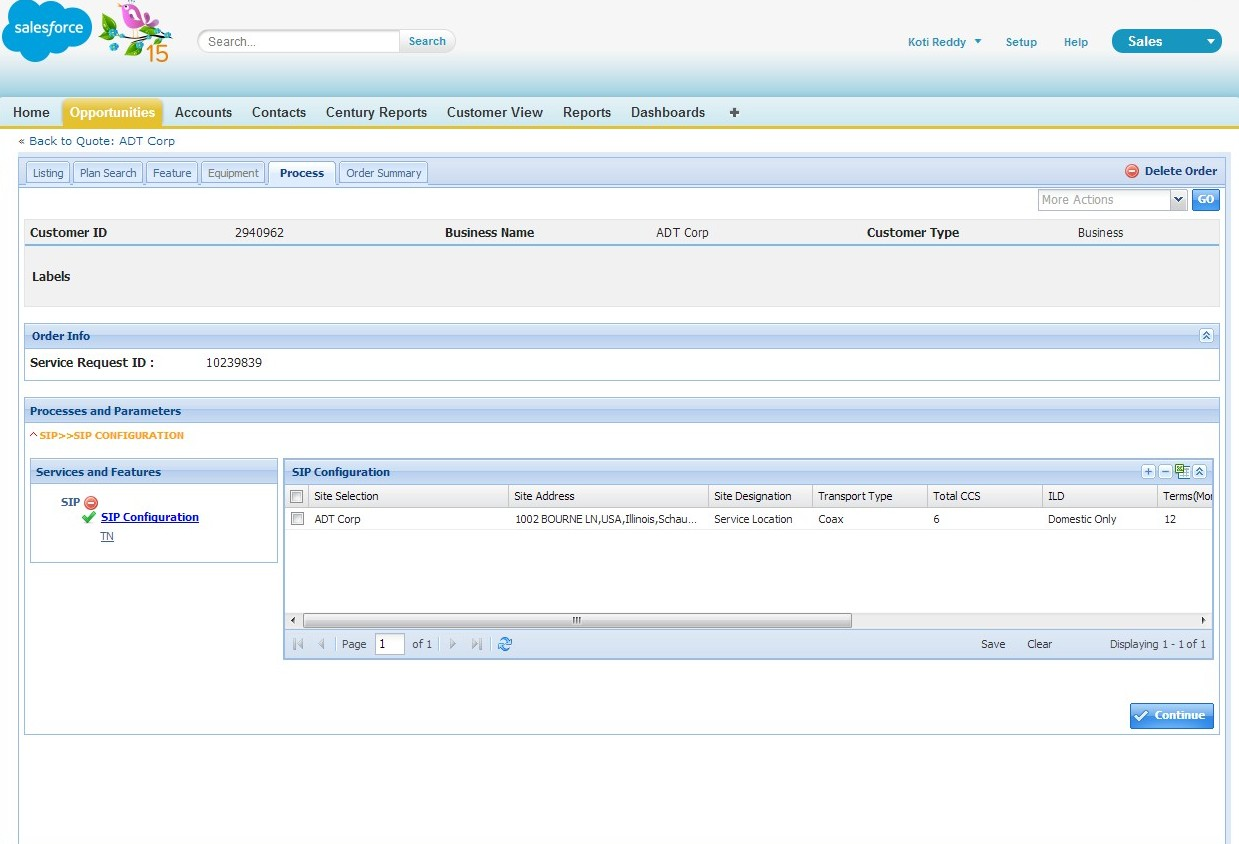 salesforce
15
Search... Search
Koti Reddy Setup Help Sales
Home Opportunities Accounts Contacts Century Reports Customer View Reports Dashboards +
« Back to Quote: ADT Corp
Listing Plan Search Feature Equipment Process Order Summary Delete Order
More Actions GO
Customer ID 2940962 Business Name ADT Corp Customer Type Business
Labels
Order Info
Service Request ID : 10239839
Processes and Parameters
^ SIP>>SIP CONFIGURATION
Services and Features
SIP
SIP Configuration
TN
SIP Configuration
Site Selection Site Address Site Designation Transport Type Total CCS ILD Terms(Mor
ADT Corp 1002 BOURNE LN,USA,Illinois,Schau... Service Location Coax 6 Domestic Only 12
Page 1 of 1 Save Clear Displaying 1 - 1 of 1
Continue